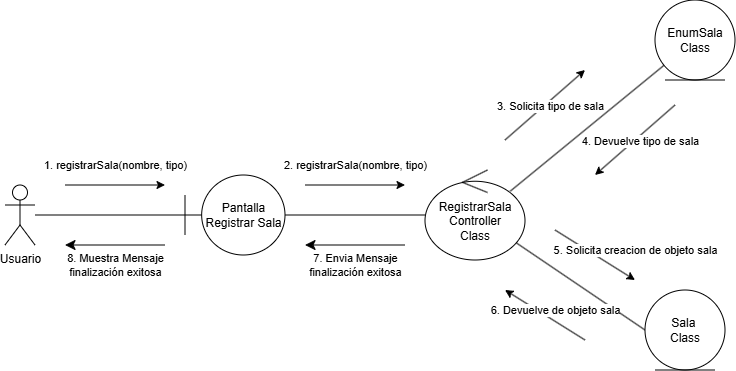 EnumSala
Class
3. Solicita tipo de sala
4. Devuelve tipo de sala
1. registrarSala(nombre, tipo)
2. registrarSala(nombre, tipo)
Pantalla
Registrar Sala
RegistrarSala
Controller
Class
Usuario
8. Muestra Mensaje
finalización exitosa
7. Envia Mensaje
finalización exitosa
5. Solicita creacion de objeto sala
6. Devuelve de objeto sala
Sala
Class